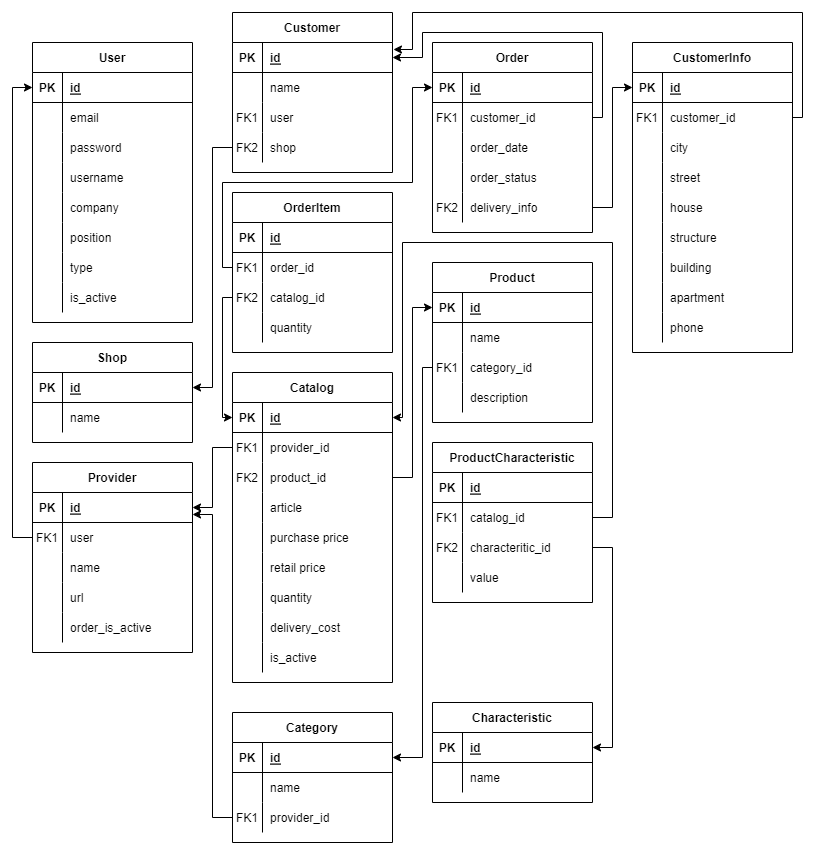 User
PK id
email
password
username
company
position
type
is_active
Shop
PK id
name
Provider
PK id
FK1 user
name
url
order_is_active
Customer
PK id
name
FK1 user
FK2 shop
OrderItem
PK id
FK1 order_id
FK2 catalog_id
quantity
Catalog
PK id
FK1 provider_id
FK2 product_id
article
purchase price
retail price
quantity
delivery_cost
is_active
Category
PK id
name
FK1 provider_id
Order
PK id
FK1 customer_id
order_date
order_status
FK2 delivery_info
Product
PK id
name
FK1 category_id
description
ProductCharacteristic
PK id
FK1 catalog_id
FK2 characteritic_id
value
Characteristic
PK id
name
CustomerInfo
PK id
FK1 customer_id
city
street
house
structure
building
apartment
phone